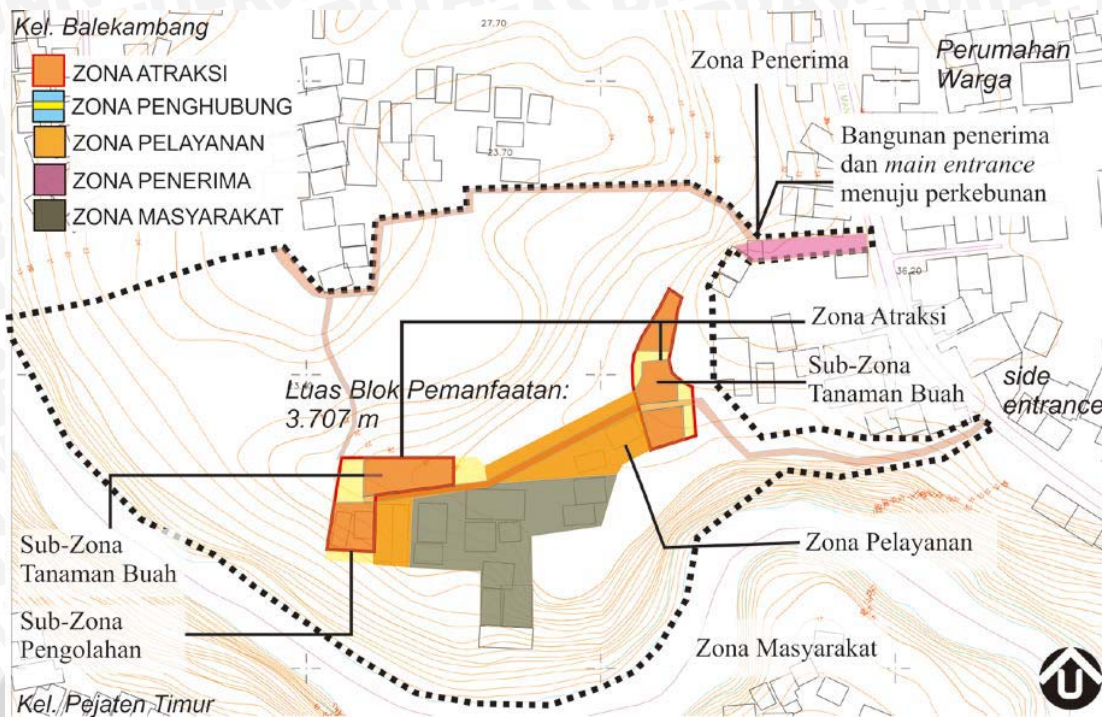 Kel. Balekambang
ZONA ATRAKSI
ZONA PENGHUBUNG
ZONA PELAYANAN
ZONA PENERIMA
ZONA MASYARAKAT
27.70
23.70
Zona Penerima
Perumahan
Warga
Bangunan penerima
dan main entrance
menuju perkebunan
36.20
Zona Atraksi
Sub-Zona
Tanaman Buah
side
entrance
Luas Blok Pemanfaatan:
3.707 m
Sub-Zona
Tanaman Buah
Sub-Zona
Pengolahan
Zona Pelayanan
Zona Masyarakat
Kel. Pejaten Timur
U